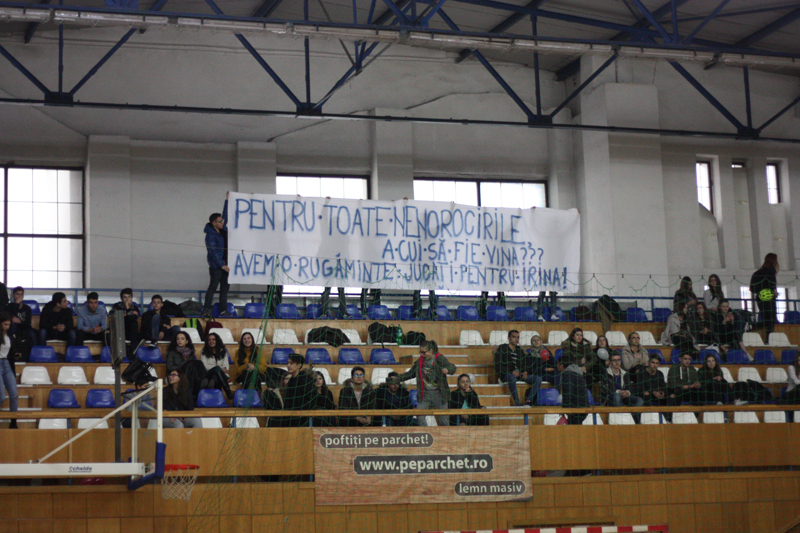 PENTRU·TOATE·NENOROCIRILE
A·CUI·SĂ·FIE·VINA???
AVEM·O·RUGĂMINTE:·JUCAȚI·PENTRU·IRINA!
poftiți pe parchet!
www.peparchet.ro
lemn masiv